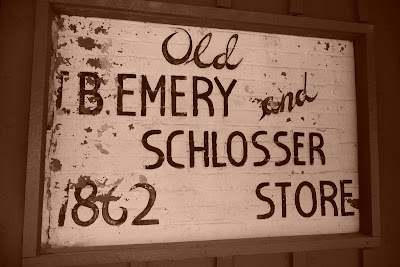 Old
J.B. EMERY and
SCHLOSSER
1862 STORE